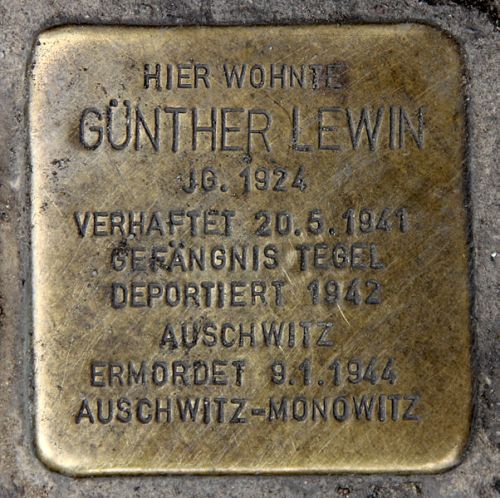 HIER WOHNTE
GÜNTHER LEWIN
JG. 1924
VERHAFTET 20.5.1941
GEFÄNGNIS TEGEL
DEPORTIERT 1942
AUSCHWITZ
ERMORDET 9.1.1944
AUSCHWITZ-MONOWITZ